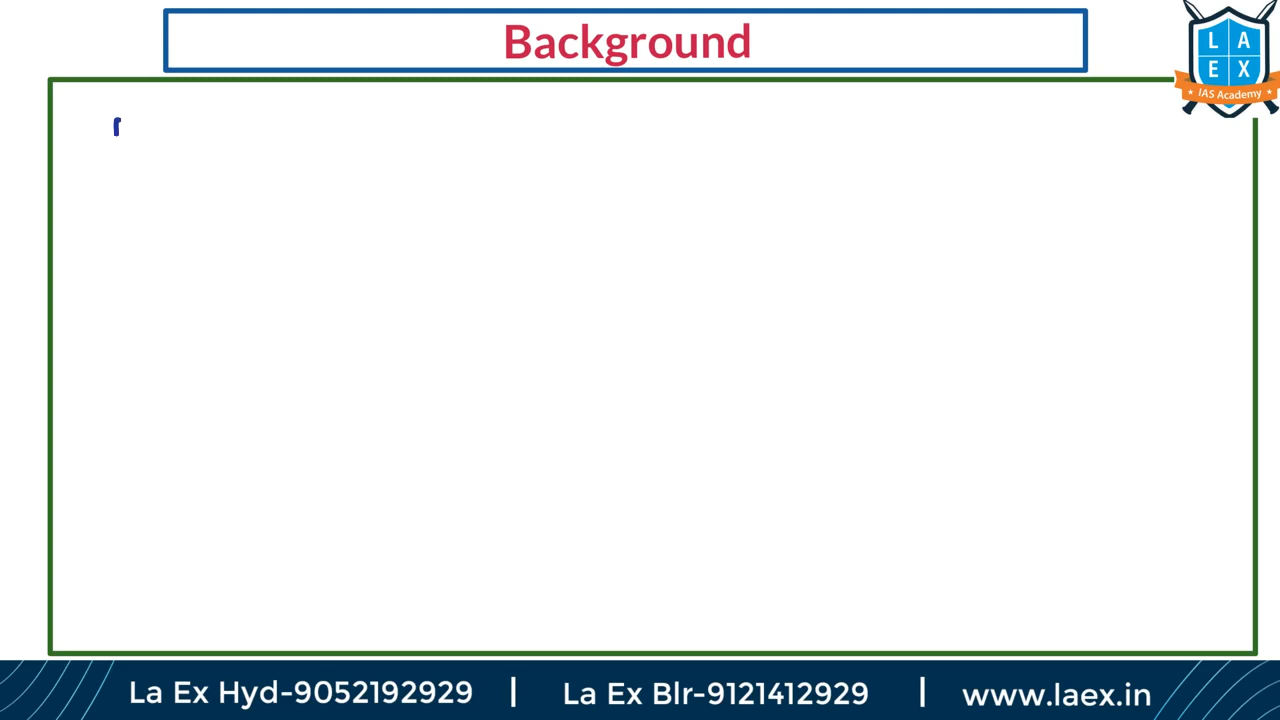 Background
L A
E X
IAS Academy
La Ex Hyd-9052192929 | La Ex Blr-9121412929 | www.laex.in